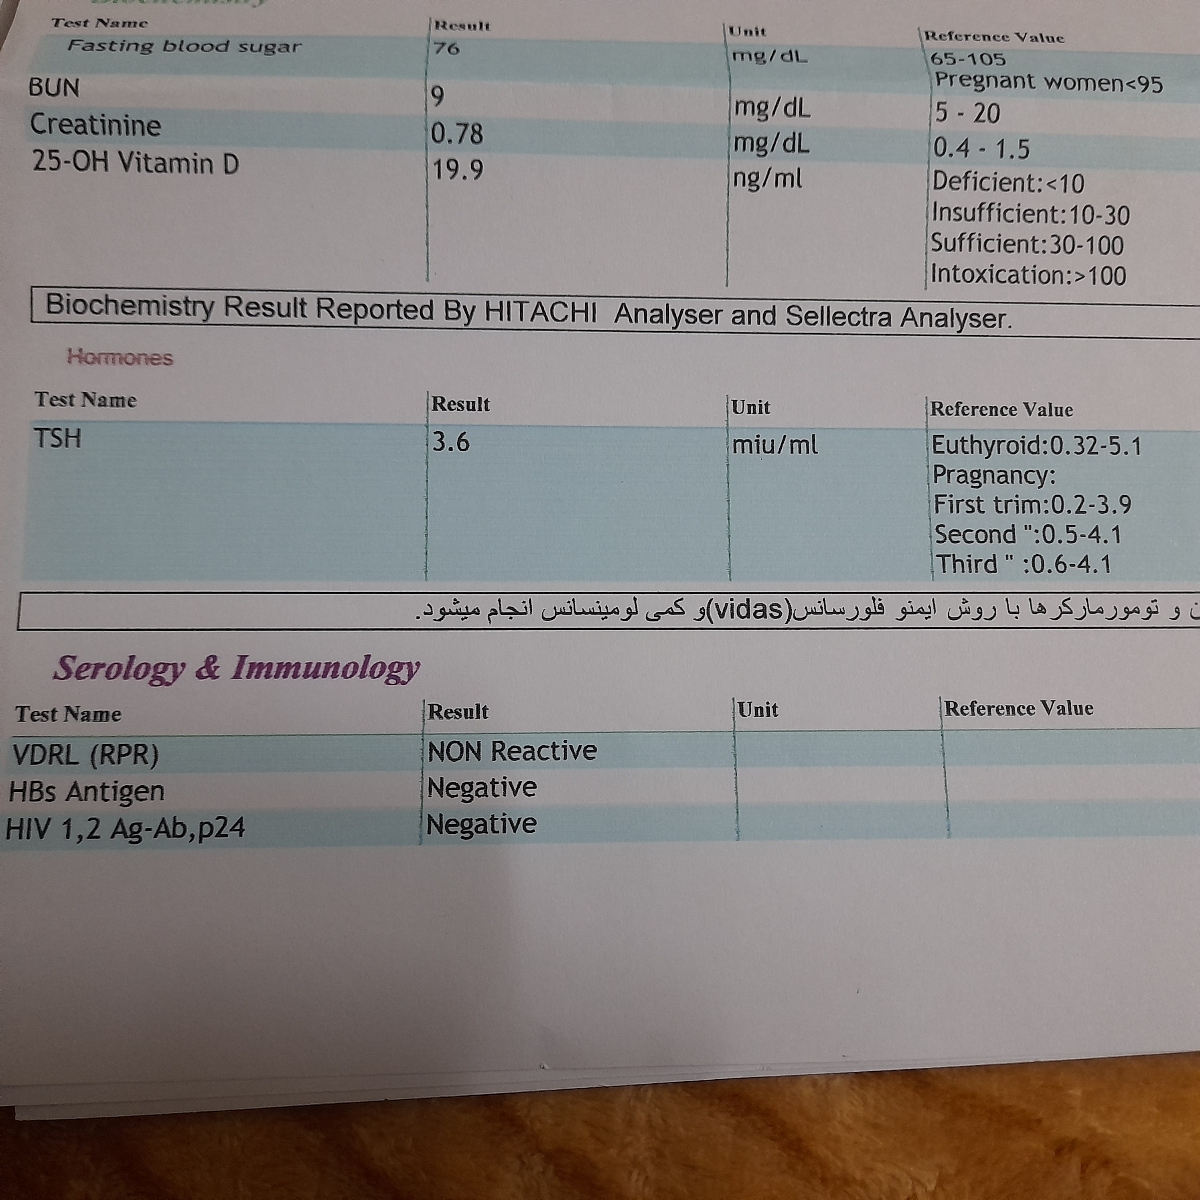 Biochemistry
Test Name Result Unit Reference Value
Fasting blood sugar 76 mg/dL 65-105
Pregnant women<95
BUN 9 mg/dL 5 - 20
Creatinine 0.78 mg/dL 0.4 - 1.5
25-OH Vitamin D 19.9 ng/ml Deficient:<10
Insufficient:10-30
Sufficient:30-100
Intoxication:>100
Biochemistry Result Reported By HITACHI Analyser and Sellectra Analyser.
Hormones
Test Name Result Unit Reference Value
TSH 3.6 miu/ml Euthyroid:0.32-5.1
Pragnancy:
First trim:0.2-3.9
Second ":0.5-4.1
Third " :0.6-4.1
و تومورمارکرها با روش ایمنو فلورسانس(vidas)و کمی لومینسانس انجام میشود.
Serology & Immunology
Test Name Result Unit Reference Value
VDRL (RPR) NON Reactive
HBs Antigen Negative
HIV 1,2 Ag-Ab,p24 Negative